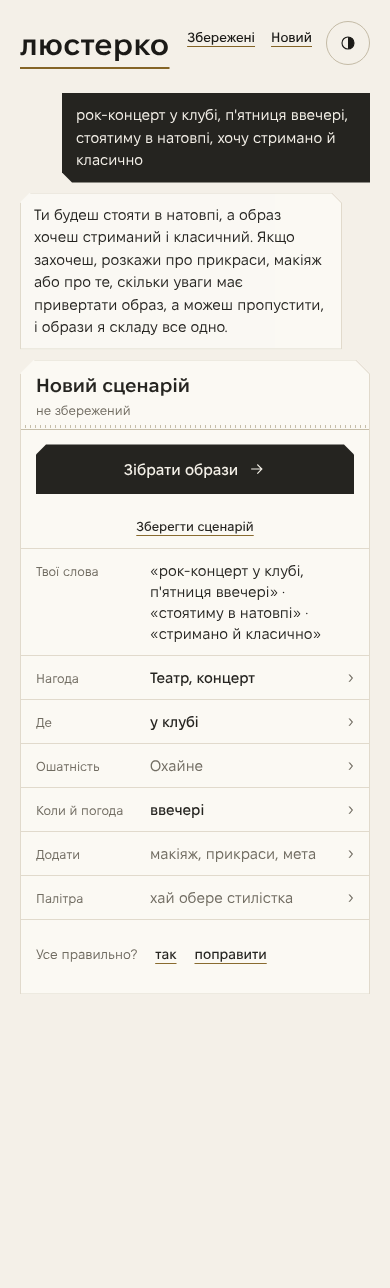 люстерко
Збережені
Новий
рок-концерт у клубі, п'ятниця ввечері,
стоятиму в натовпі, хочу стримано й
класично
Ти будеш стояти в натовпі, а образ
хочеш стриманий і класичний. Якщо
захочеш, розкажи про прикраси, макіяж
або про те, скільки уваги має
привертати образ, а можеш пропустити,
і образи я складу все одно.
Новий сценарій
не збережений
Зібрати образи →
Зберегти сценарій
Твої слова
«рок-концерт у клубі,
п'ятниця ввечері» ·
«стоятиму в натовпі» ·
«стримано й класично»
Нагода Театр, концерт ›
Де у клубі ›
Ошатність Охайне ›
Коли й погода ввечері ›
Додати макіяж, прикраси, мета ›
Палітра хай обере стилістка ›
Усе правильно? так поправити